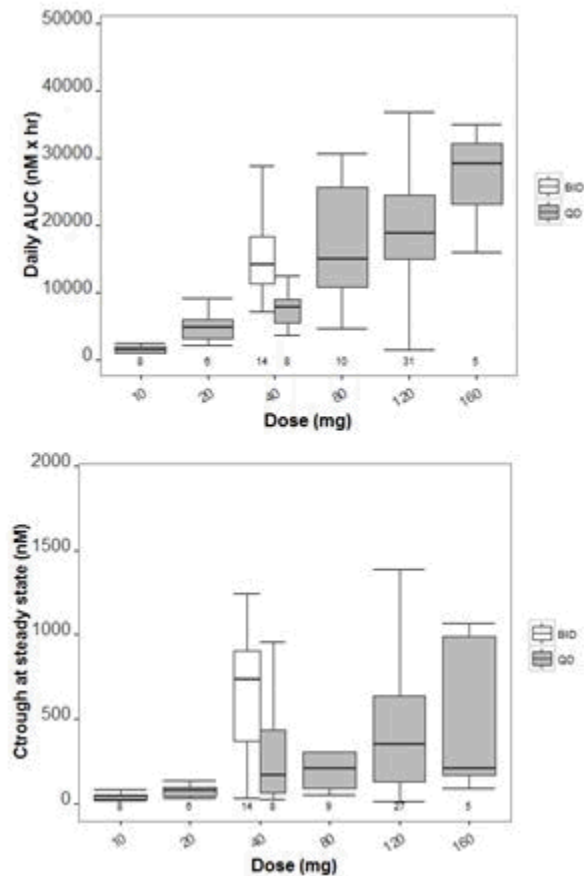 Daily AUC (nM x hr)
50000
40000
30000
20000
10000
0
8 6 14 8 10 31 5
10 20 40 80 120 160
Dose (mg)
BID
QD
Ctrough at steady state (nM)
2000
1500
1000
500
0
8 6 14 8 9 27 5
10 20 40 80 120 160
Dose (mg)
BID
QD